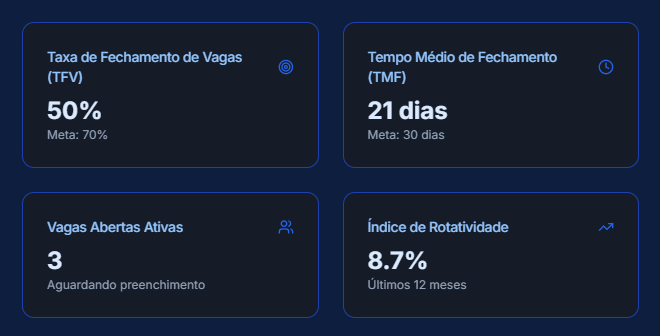 Taxa de Fechamento de Vagas
(TFV)
50%
Meta: 70%
Tempo Médio de Fechamento
(TMF)
21 dias
Meta: 30 dias
Vagas Abertas Ativas
3
Aguardando preenchimento
Índice de Rotatividade
8.7%
Últimos 12 meses